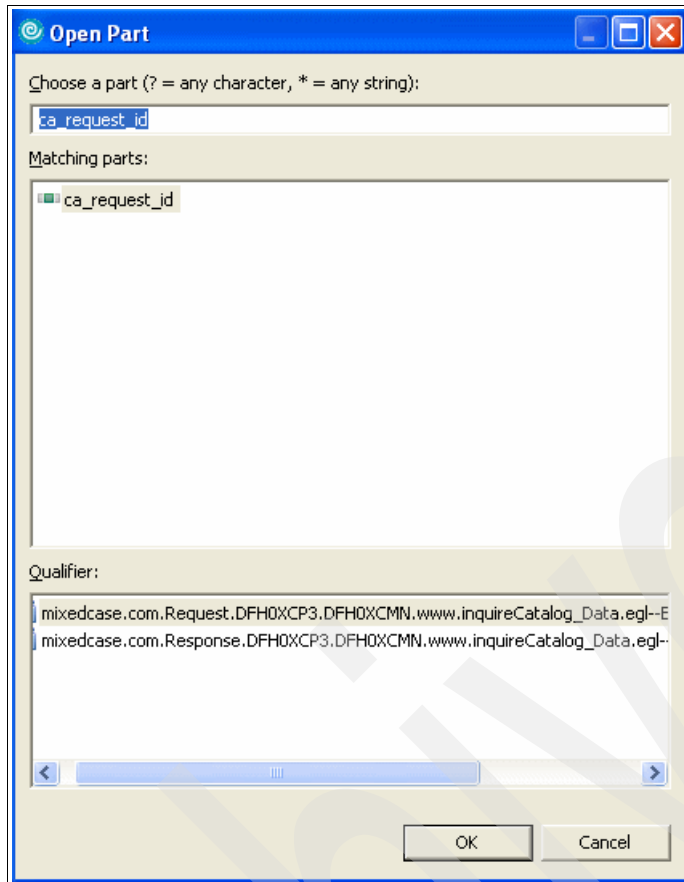 Open Part
Choose a part (? = any character, * = any string):
ca_request_id
Matching parts:
ca_request_id
Qualifier:
mixedcase.com.Request.DFH0XCP3.DFH0XCMN.www.inquireCatalog_Data.egl--E
mixedcase.com.Response.DFH0XCP3.DFH0XCMN.www.inquireCatalog_Data.egl--
OK Cancel